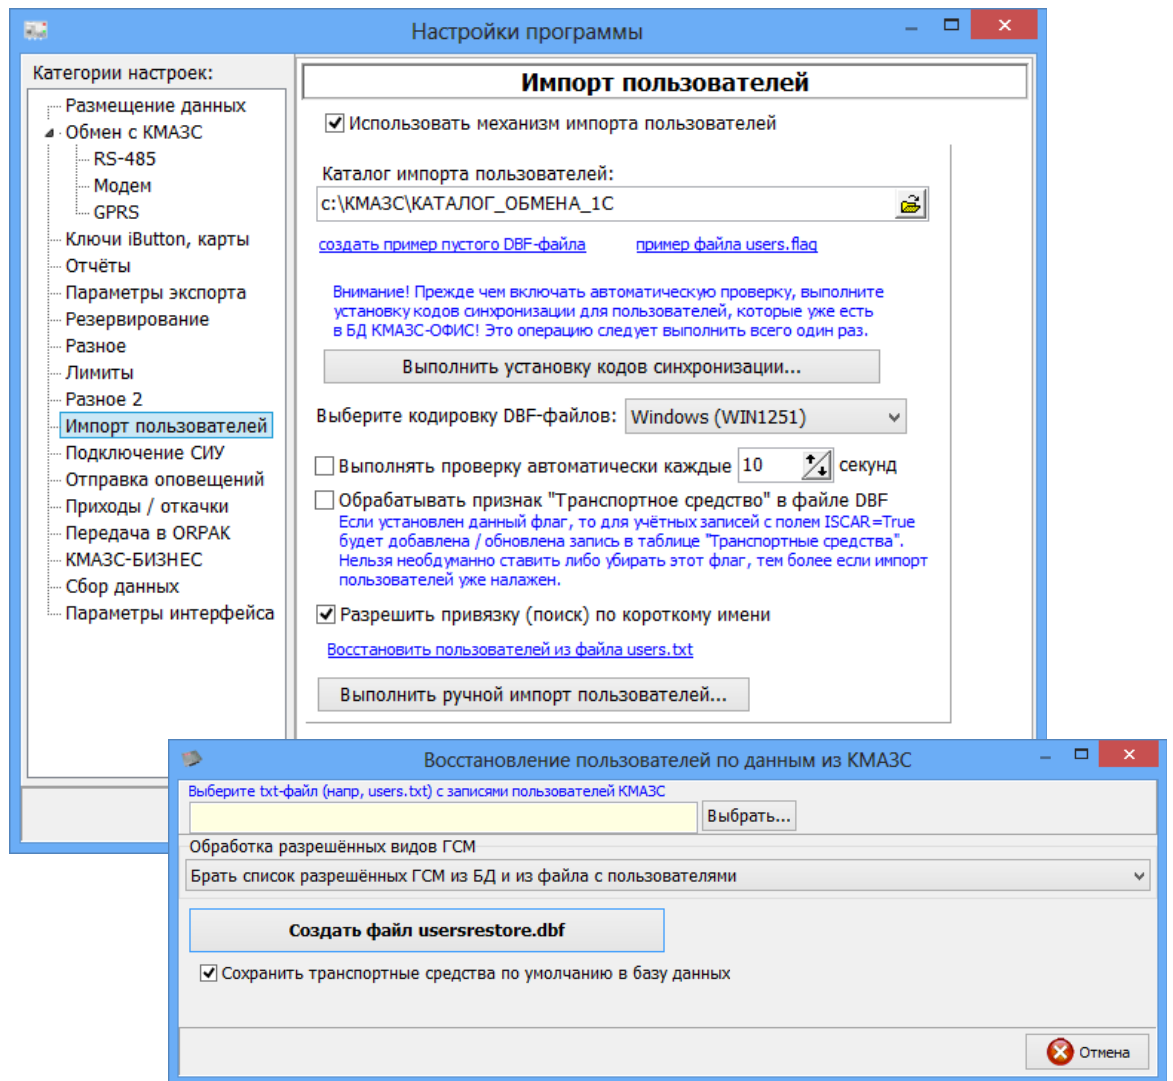 Настройки программы
Категории настроек:
Размещение данных
Обмен с КМАЗС
RS-485
Модем
GPRS
Ключи iButton, карты
Отчёты
Параметры экспорта
Резервирование
Разное
Лимиты
Разное 2
Импорт пользователей
Подключение СИУ
Отправка оповещений
Приходы / откачки
Передача в ORPAK
КМАЗС-БИЗНЕС
Сбор данных
Параметры интерфейса
Импорт пользователей
Использовать механизм импорта пользователей
Каталог импорта пользователей:
c:\КМАЗС\КАТАЛОГ_ОБМЕНА_1С
создать пример пустого DBF-файла
пример файла users.flag
Внимание! Прежде чем включать автоматическую проверку, выполните
установку кодов синхронизации для пользователей, которые уже есть
в БД КМАЗС-ОФИС! Это операцию следует выполнить всего один раз.
Выполнить установку кодов синхронизации...
Выберите кодировку DBF-файлов: Windows (WIN1251)
Выполнять проверку автоматически каждые 10 секунд
Обрабатывать признак "Транспортное средство" в файле DBF
Если установлен данный флаг, то для учётных записей с полем ISCAR=True
будет добавлена / обновлена запись в таблице "Транспортные средства".
Нельзя необдуманно ставить либо убирать этот флаг, тем более если импорт
пользователей уже налажен.
Разрешить привязку (поиск) по короткому имени
Восстановить пользователей из файла users.txt
Выполнить ручной импорт пользователей...
Восстановление пользователей по данным из КМАЗС
Выберите txt-файл (напр, users.txt) с записями пользователей КМАЗС
Выбрать...
Обработка разрешённых видов ГСМ
Брать список разрешённых ГСМ из БД и из файла с пользователями
Создать файл usersrestore.dbf
Сохранить транспортные средства по умолчанию в базу данных
Отмена